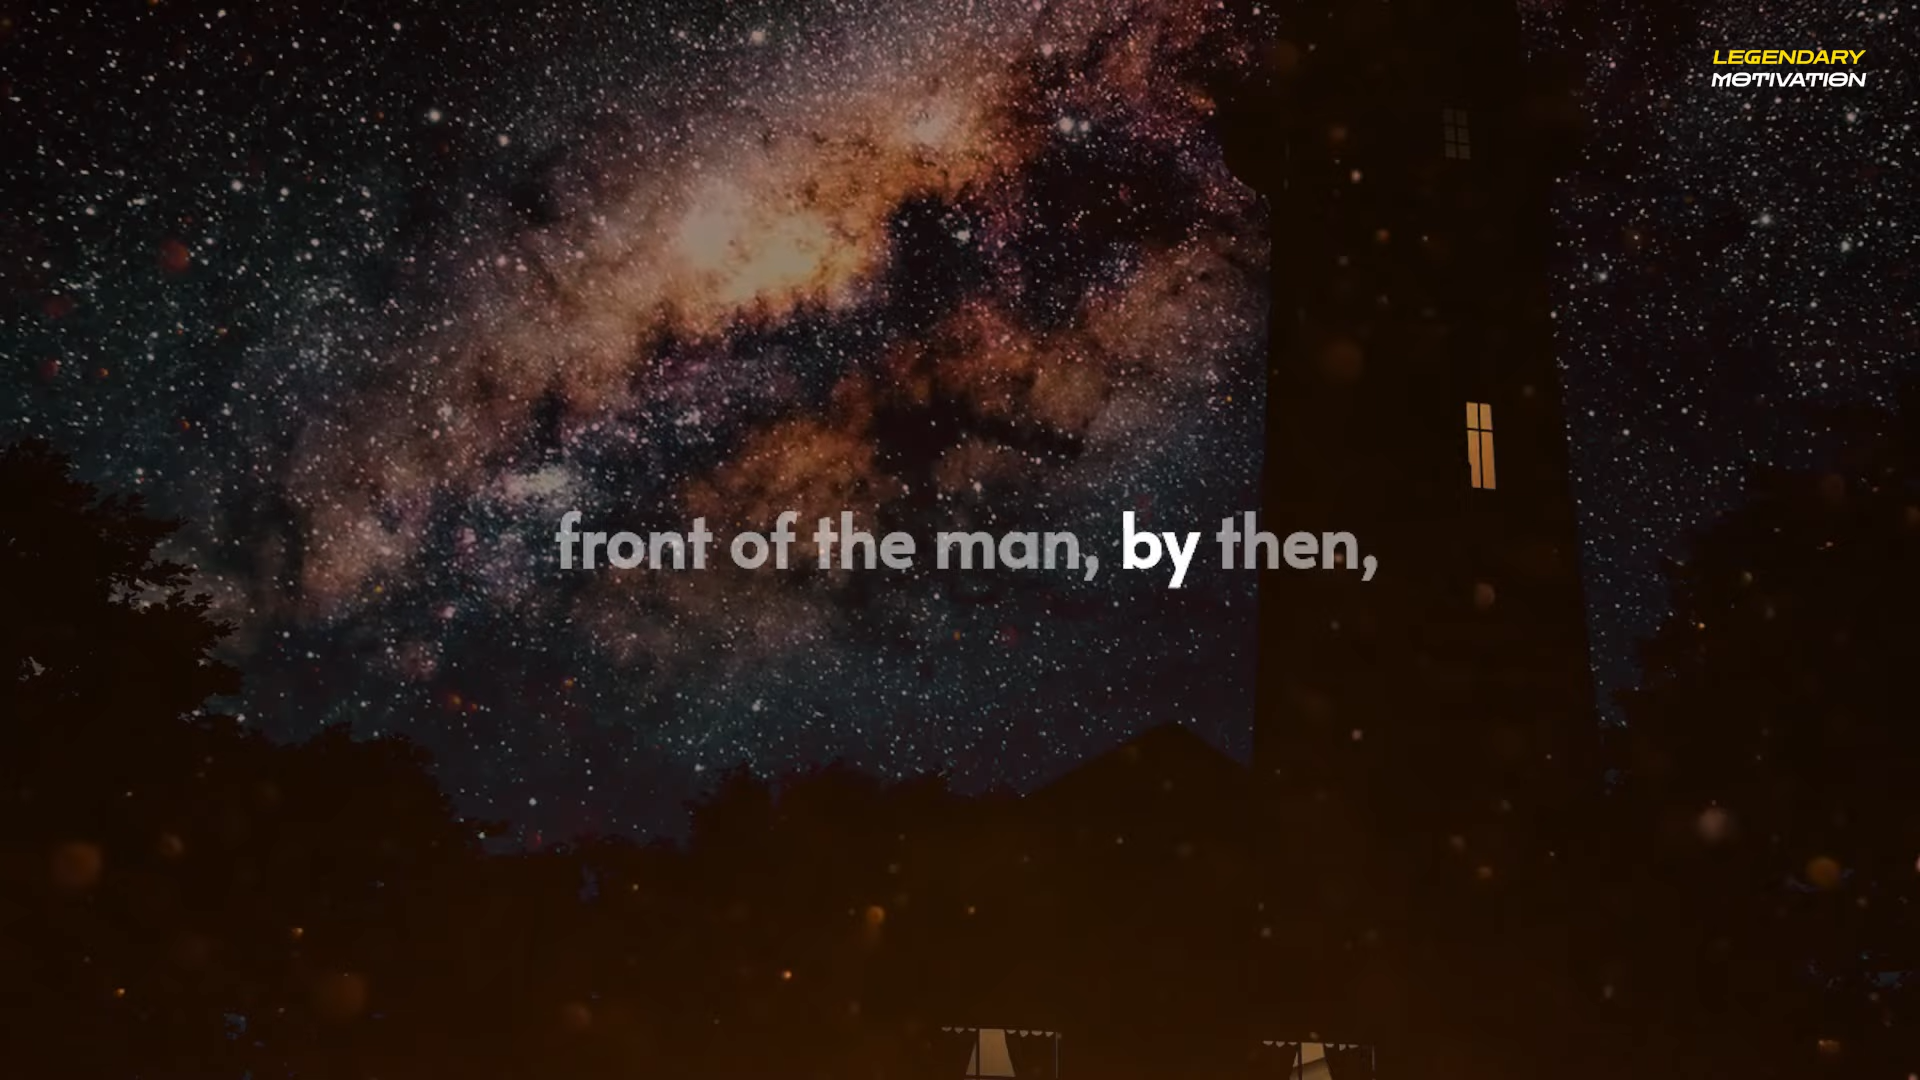 LEGENDARY
MOTIVATION
front of the man, by then,